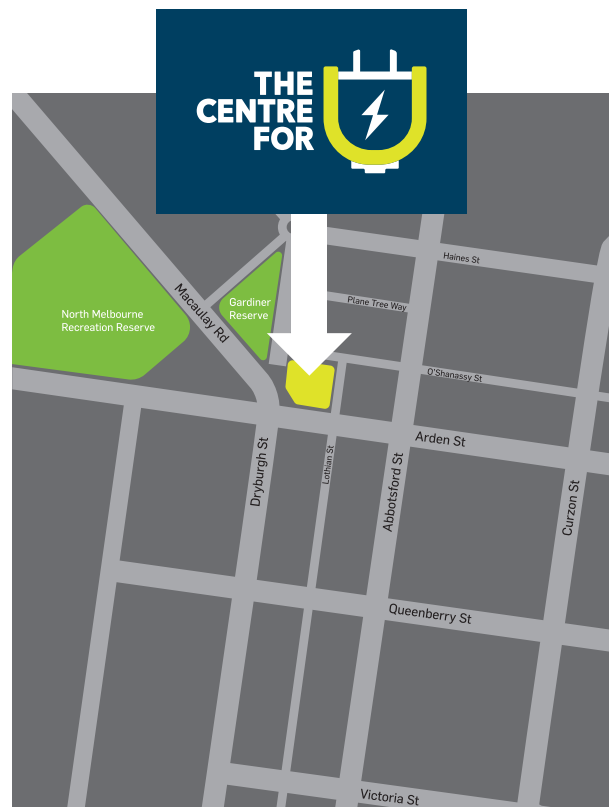 THE
CENTRE
FOR
Haines St
North Melbourne
Recreation Reserve
Macaulay Rd
Gardiner
Reserve
Plane Tree Way
O'Shanassy St
Arden St
Dryburgh St
Lothian St
Abbotsford St
Curzon St
Queenberry St
Victoria St